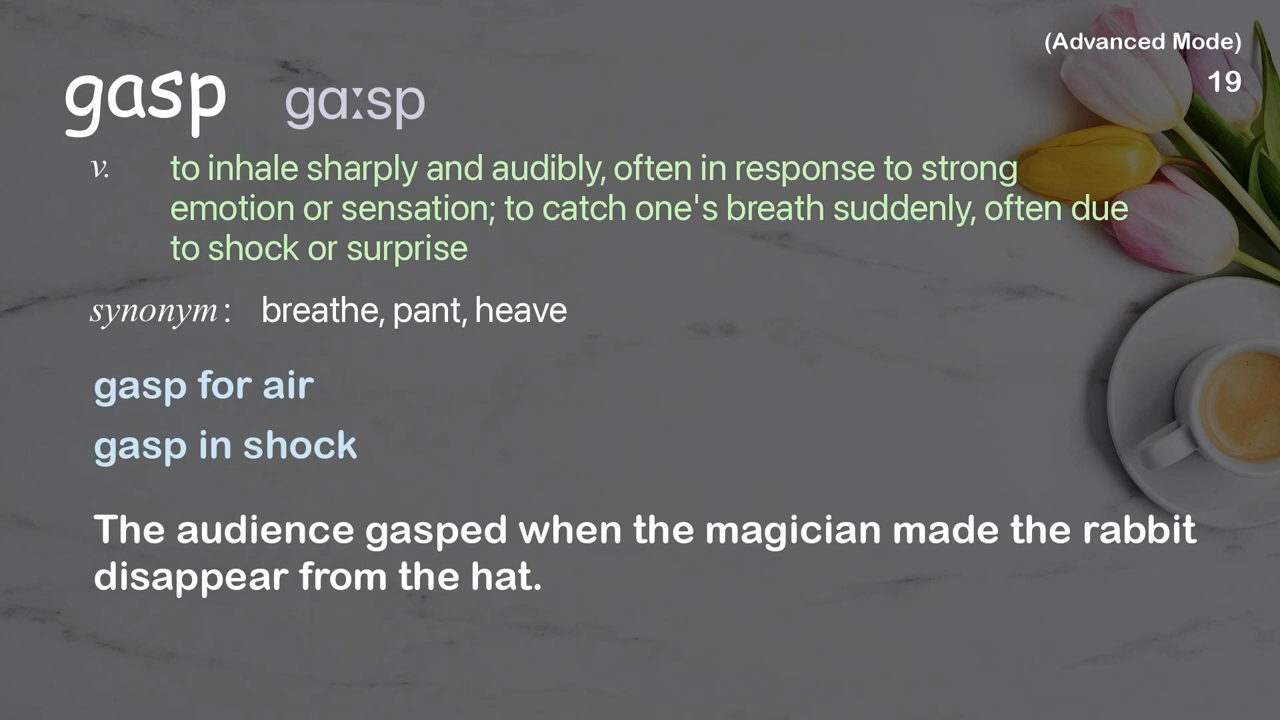 (Advanced Mode)
19
gasp gɑːsp
v. to inhale sharply and audibly, often in response to strong
emotion or sensation; to catch one's breath suddenly, often due
to shock or surprise
synonym: breathe, pant, heave
gasp for air
gasp in shock
The audience gasped when the magician made the rabbit
disappear from the hat.